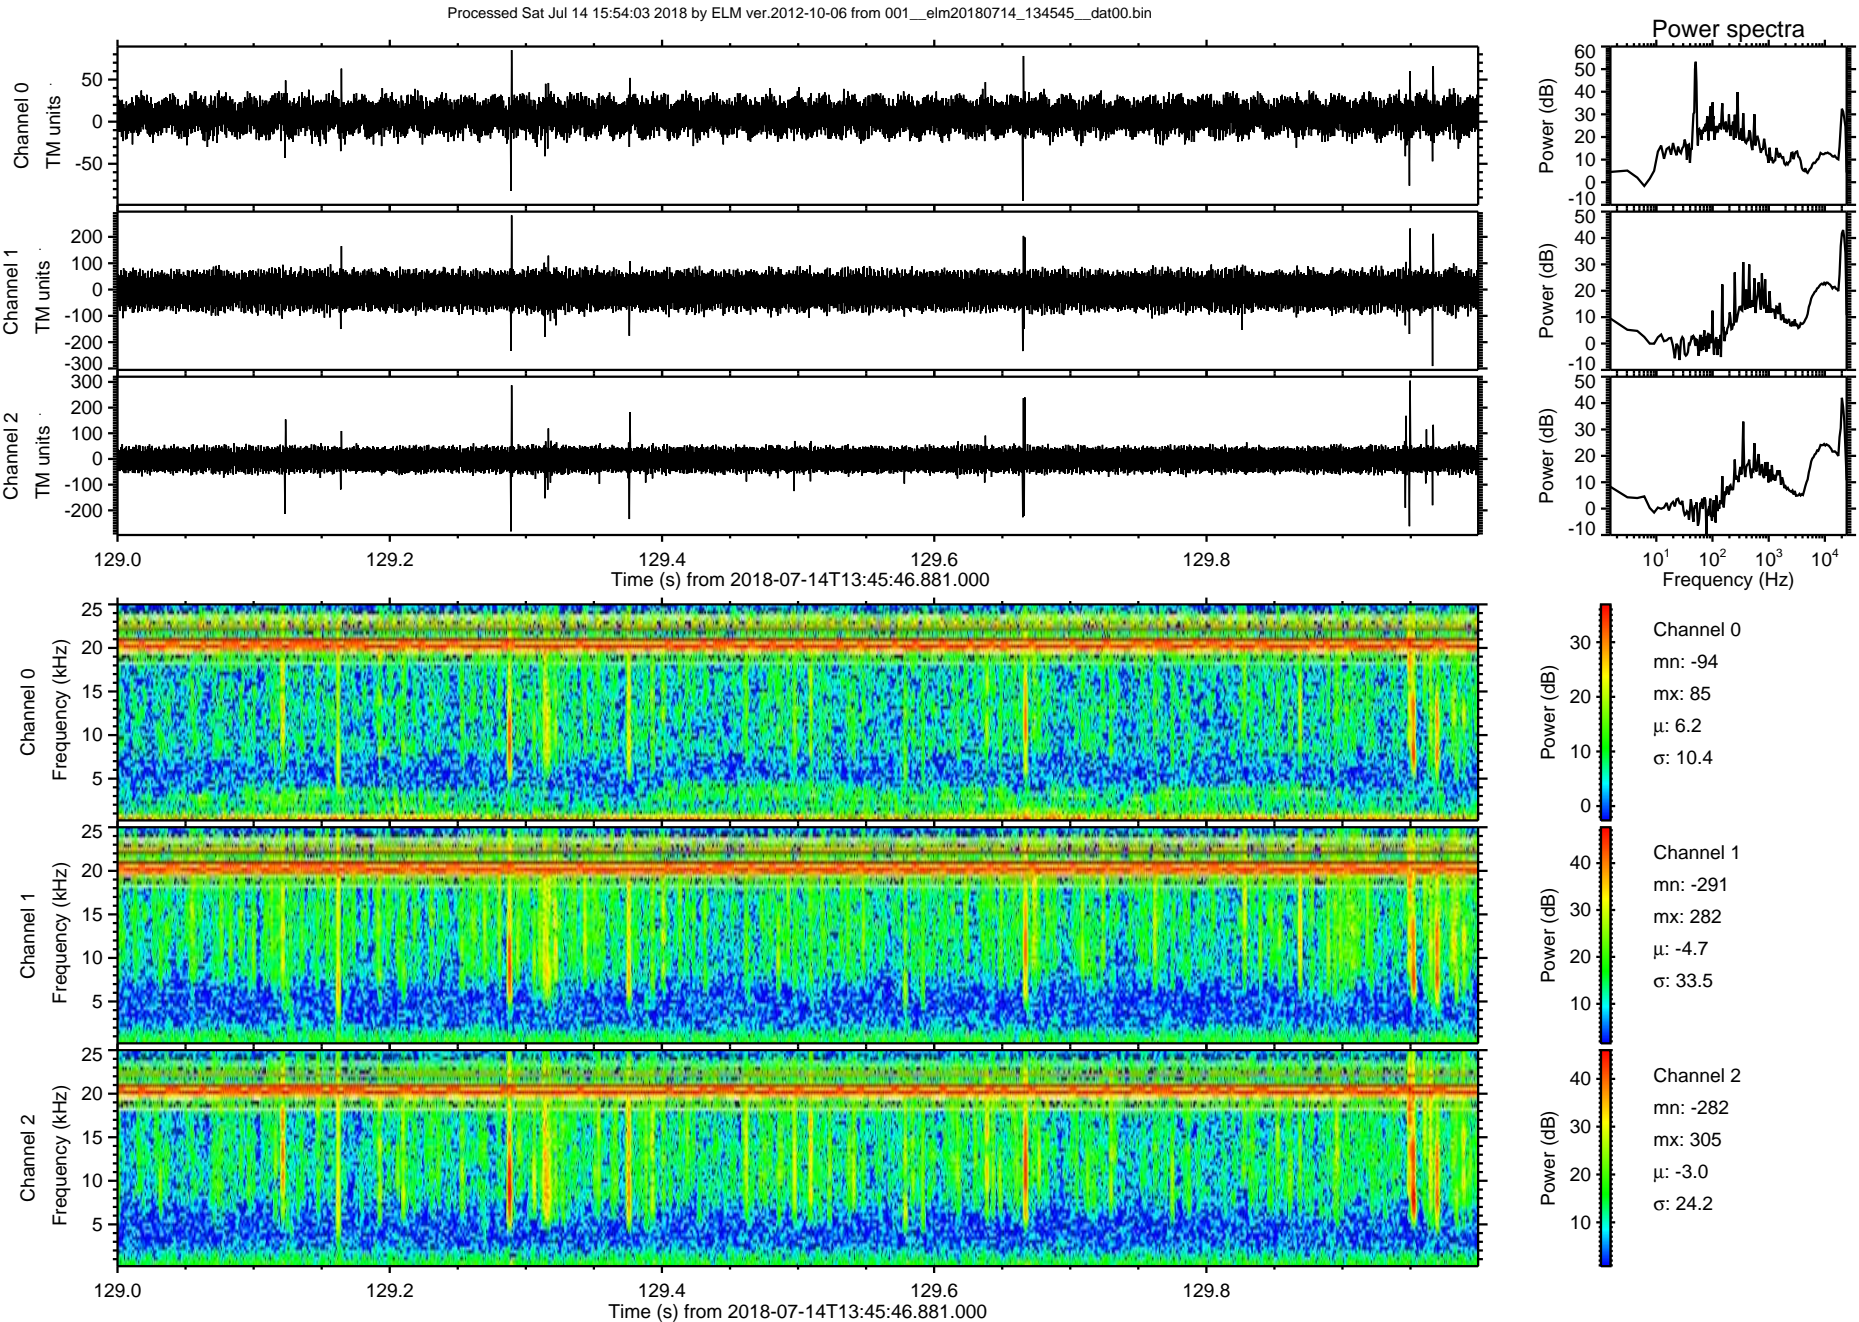 Processed Sat Jul 14 15:54:03 2018 by ELM ver.2012-10-06 from 001__elm20180714_134545__dat00.bin
Power spectra
Channel 0
TM units
50
0
-50
Power (dB)
60
50
40
30
20
10
0
-10
Channel 1
TM units
200
100
0
-100
-200
-300
Power (dB)
50
40
30
20
10
0
-10
Channel 2
TM units
300
200
100
0
-100
-200
Power (dB)
50
40
30
20
10
0
-10
129.0 129.2 129.4 129.6 129.8
Time (s) from 2018-07-14T13:45:46.881.000
10¹ 10² 10³ 10⁴
Frequency (Hz)
Channel 0
Frequency (kHz)
25
20
15
10
5
Power (dB)
30
20
10
0
Channel 0
mn: -94
mx: 85
μ: 6.2
σ: 10.4
Channel 1
Frequency (kHz)
25
20
15
10
5
Power (dB)
40
30
20
10
Channel 1
mn: -291
mx: 282
μ: -4.7
σ: 33.5
Channel 2
Frequency (kHz)
25
20
15
10
5
Power (dB)
40
30
20
10
Channel 2
mn: -282
mx: 305
μ: -3.0
σ: 24.2
129.0 129.2 129.4 129.6 129.8
Time (s) from 2018-07-14T13:45:46.881.000